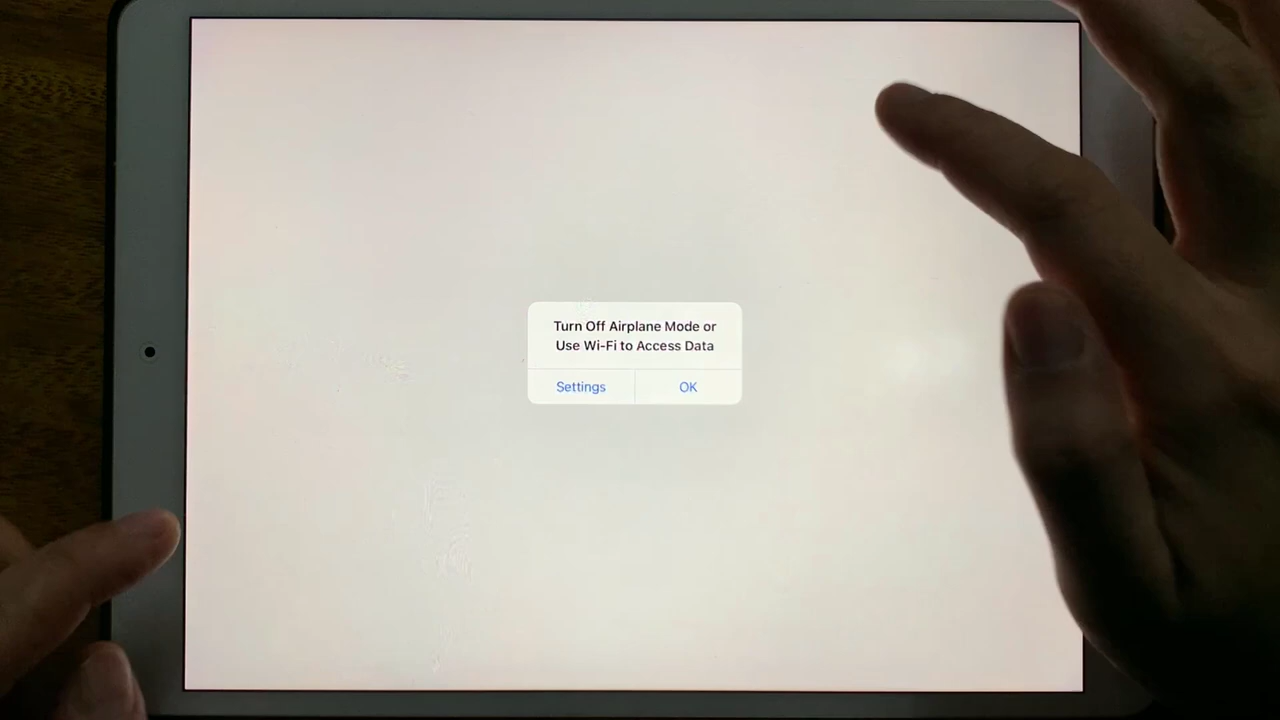 Turn Off Airplane Mode or
Use Wi-Fi to Access Data
Settings
OK